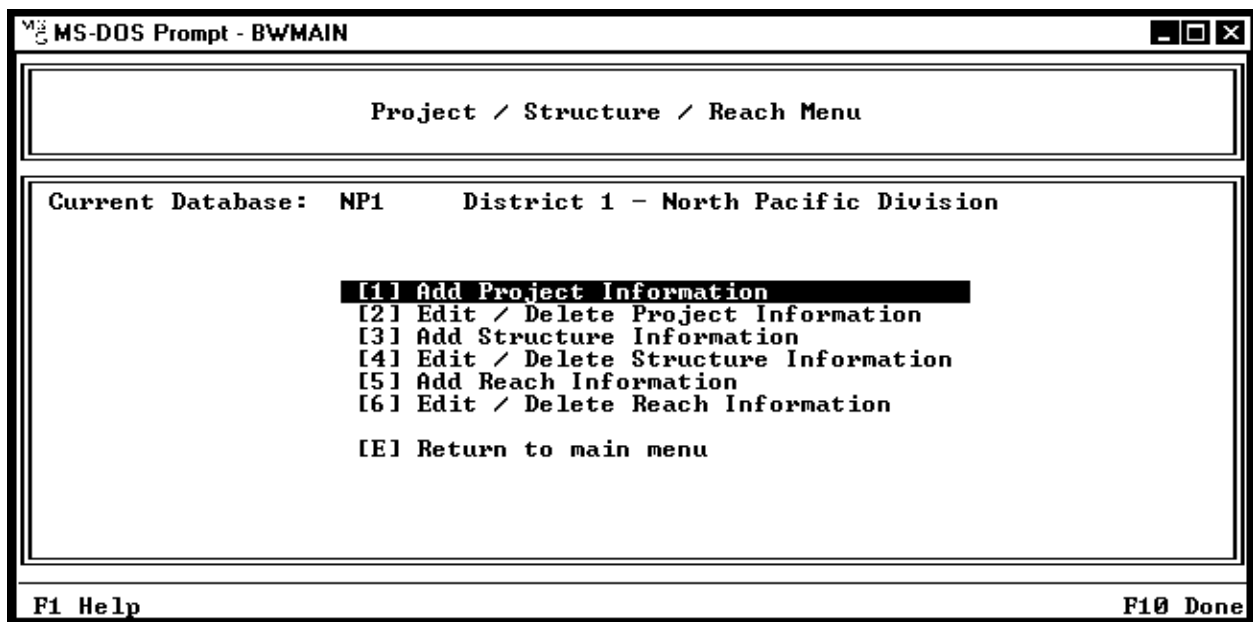 MS-DOS Prompt - BWMAIN
Project / Structure / Reach Menu
Current Database: NP1 District 1 - North Pacific Division
[1] Add Project Information
[2] Edit / Delete Project Information
[3] Add Structure Information
[4] Edit / Delete Structure Information
[5] Add Reach Information
[6] Edit / Delete Reach Information
[E] Return to main menu
F1 Help F10 Done